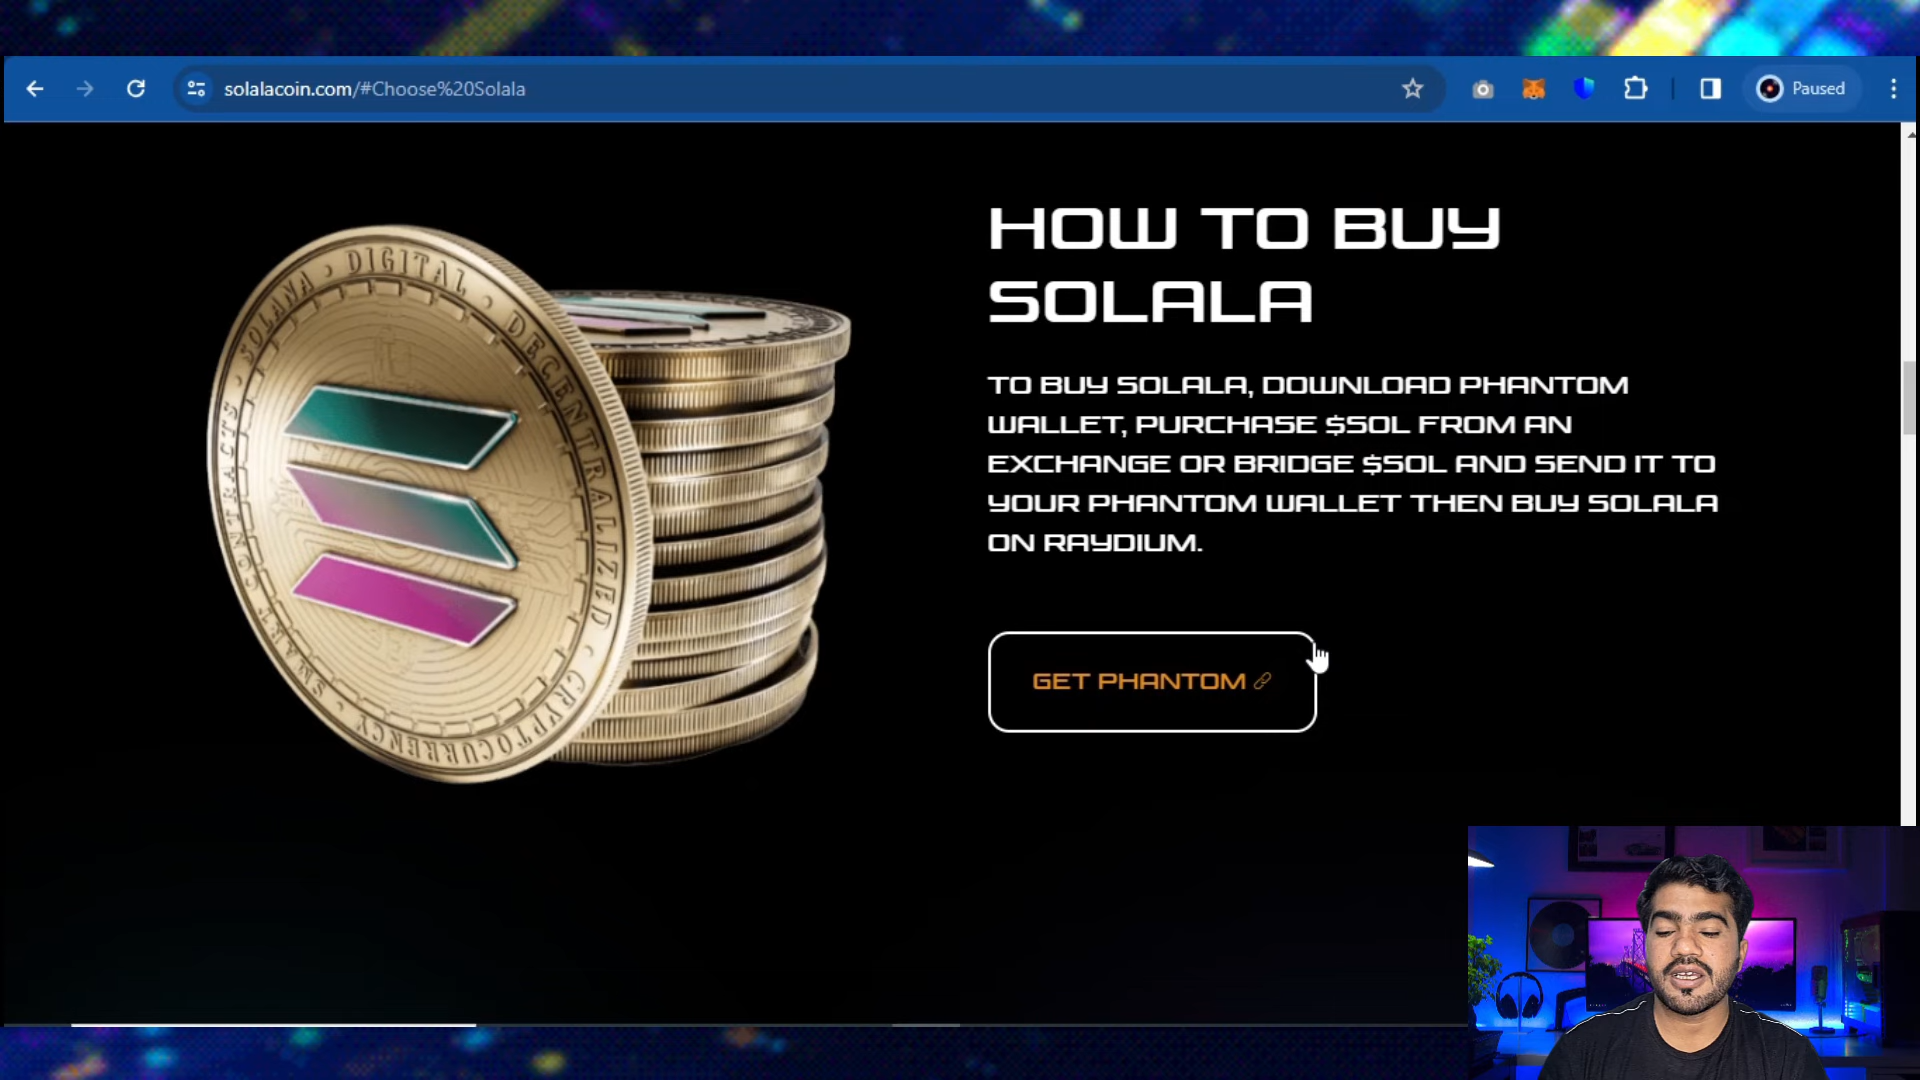 solalacoin.com/#Choose%20Solala
Paused
HOW TO BUY
SOLALA
TO BUY SOLALA, DOWNLOAD PHANTOM
WALLET, PURCHASE $SOL FROM AN
EXCHANGE OR BRIDGE $SOL AND SEND IT TO
YOUR PHANTOM WALLET THEN BUY SOLALA
ON RAYDIUM.
GET PHANTOM
SOLANA · DIGITAL · DECENTRALIZED · CRYPTOCURRENCY · SMART CONTRACTS ·